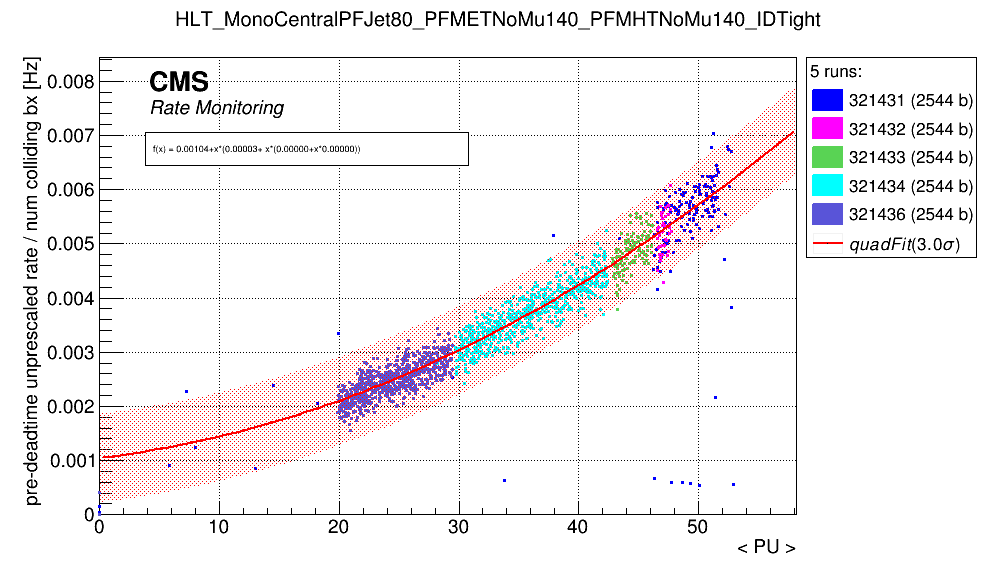 HLT_MonoCentralPFJet80_PFMETNoMu140_PFMHTNoMu140_IDTight
pre-deadtime unprescaled rate / num colliding bx [Hz]
0.008
0.007
0.006
0.005
0.004
0.003
0.002
0.001
0
CMS
Rate Monitoring
f(x) = 0.00104+x*(0.00003+ x*(0.00000+x*0.00000))
0 10 20 30 40 50
< PU >
5 runs:
321431 (2544 b)
321432 (2544 b)
321433 (2544 b)
321434 (2544 b)
321436 (2544 b)
quadFit(3.0σ)